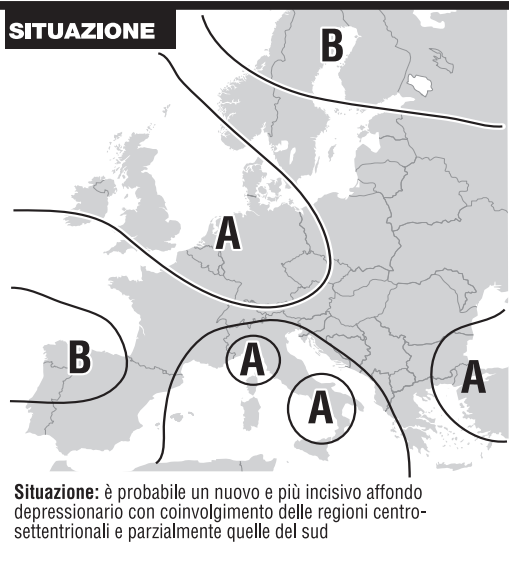 SITUAZIONE
B
A
B
A
A
A
Situazione: è probabile un nuovo e più incisivo affondo
depressionario con coinvolgimento delle regioni centro-
settentrionali e parzialmente quelle del sud